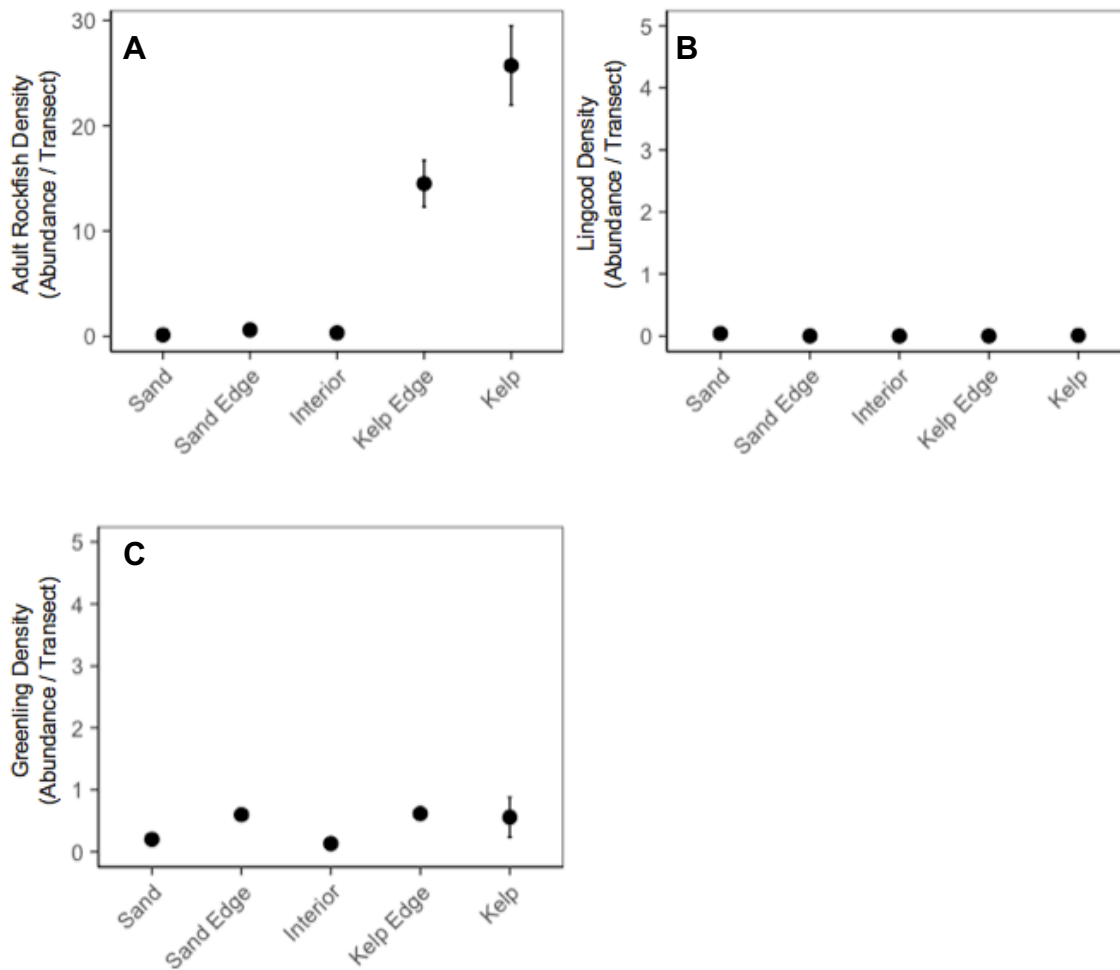 A
Adult Rockfish Density
(Abundance / Transect)
30
20
10
0
Sand
Sand Edge
Interior
Kelp Edge
Kelp
B
Lingcod Density
(Abundance / Transect)
5
4
3
2
1
0
Sand
Sand Edge
Interior
Kelp Edge
Kelp
C
Greenling Density
(Abundance / Transect)
5
4
3
2
1
0
Sand
Sand Edge
Interior
Kelp Edge
Kelp